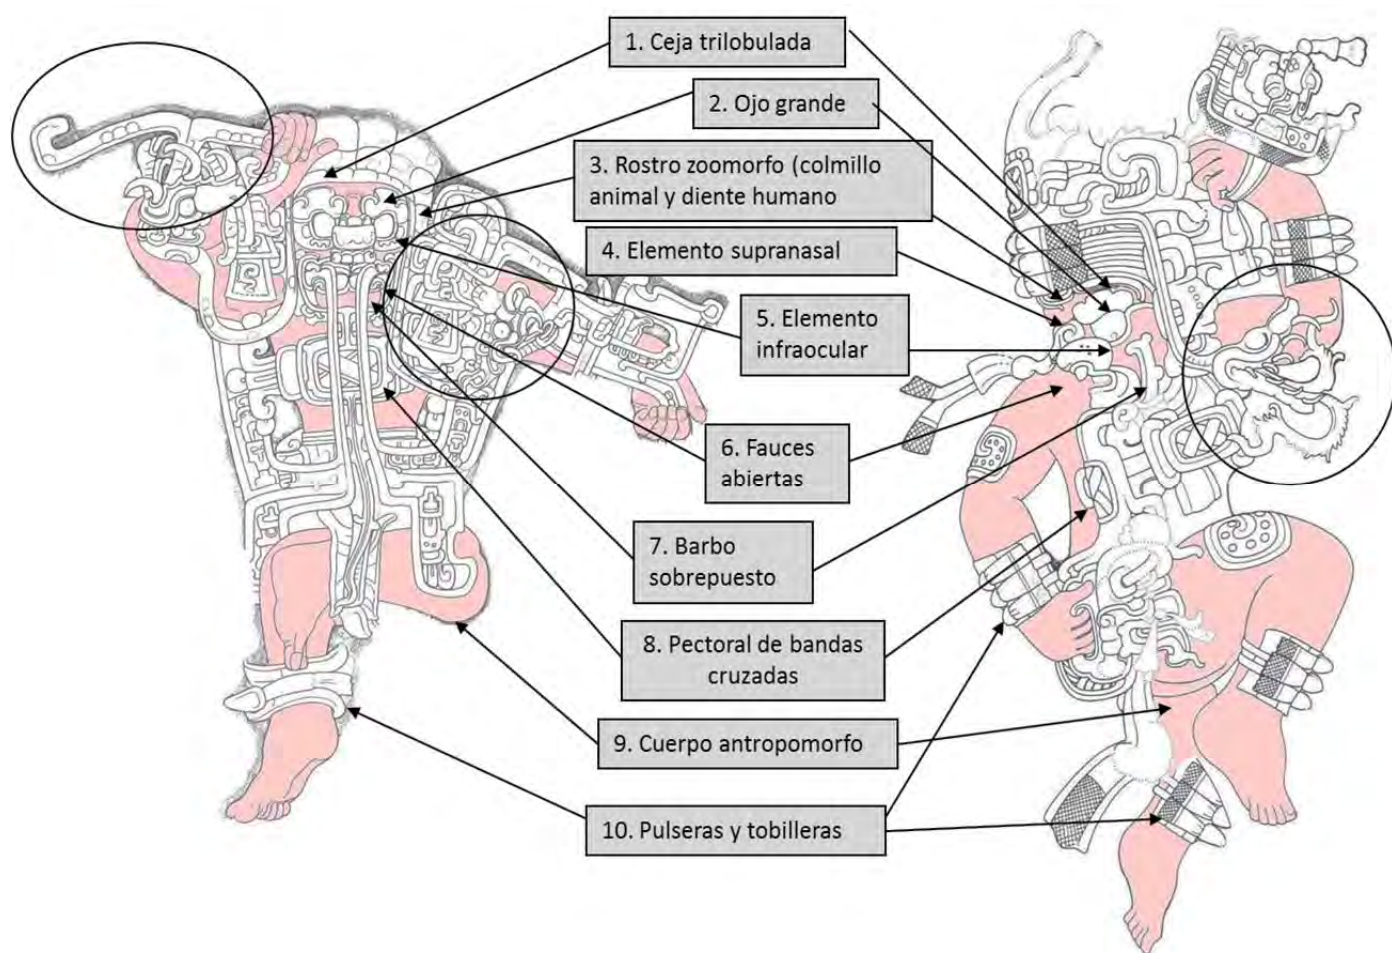 1. Ceja trilobulada
2. Ojo grande
3. Rostro zoomorfo (colmillo
animal y diente humano
4. Elemento supranasal
5. Elemento
infraocular
6. Fauces
abiertas
7. Barbo
sobrepuesto
8. Pectoral de bandas
cruzadas
9. Cuerpo antropomorfo
10. Pulseras y tobilleras